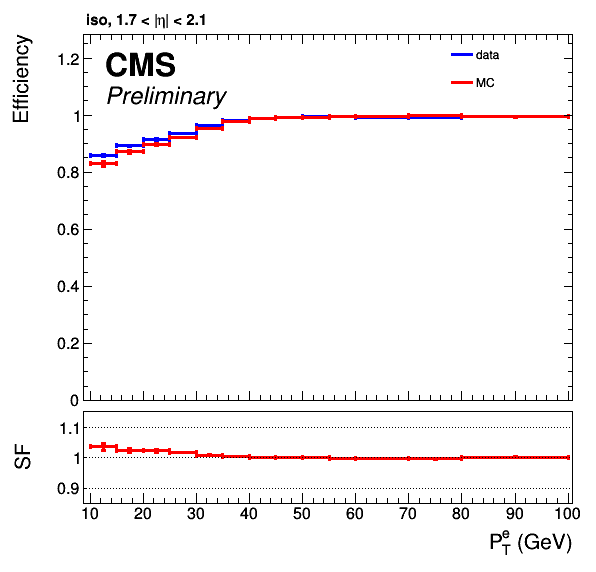 iso, 1.7 < |η| < 2.1
Efficiency
CMS
Preliminary
data
MC
1.2
1
0.8
0.6
0.4
0.2
0
SF
1.1
1
0.9
10 20 30 40 50 60 70 80 90 100
P_T^e (GeV)